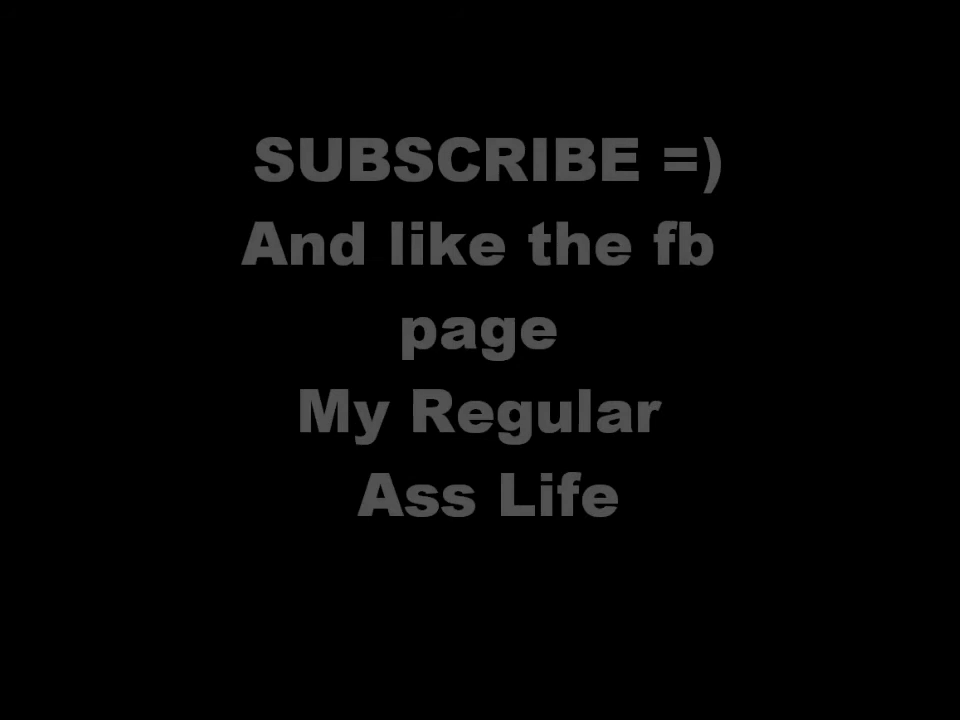 SUBSCRIBE =)
And like the fb
page
My Regular
Ass Life